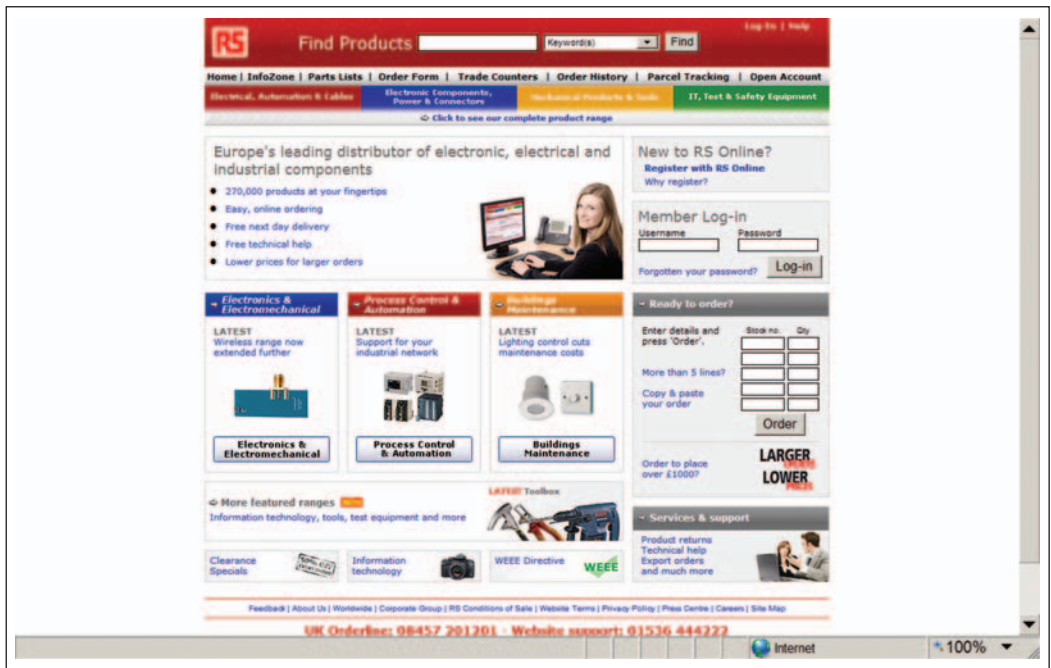 Log-In | Help
RS
Find Products
Keyword(s)
Find
Home | InfoZone | Parts Lists | Order Form | Trade Counters | Order History | Parcel Tracking | Open Account
Electrical, Automation & Cables
Electronic Components,
Power & Connectors
Mechanical Products & Tools
IT, Test & Safety Equipment
Click to see our complete product range
Europe's leading distributor of electronic, electrical and
industrial components
270,000 products at your fingertips
Easy, online ordering
Free next day delivery
Free technical help
Lower prices for larger orders
New to RS Online?
Register with RS Online
Why register?
Member Log-in
Username Password
Forgotten your password? Log-in
Electronics &
Electromechanical
LATEST
Wireless range now
extended further
Electronics &
Electromechanical
Process Control &
Automation
LATEST
Support for your
industrial network
Process Control
& Automation
Buildings
Maintenance
LATEST
Lighting control cuts
maintenance costs
Buildings
Maintenance
Ready to order?
Enter details and
press 'Order'.
Stock no. Qty
More than 5 lines?
Copy & paste
your order
Order
Order to place
over £1000?
LARGER
ORDERS
LOWER
PRICES
More featured ranges
Information technology, tools, test equipment and more
LATEST Toolbox
Services & support
Product returns
Technical help
Export orders
and much more
Clearance
Specials
Information
technology
WEEE Directive
WEEE
Feedback | About Us | Worldwide | Corporate Group | RS Conditions of Sale | Website Terms | Privacy Policy | Press Centre | Careers | Site Map
UK Orderline: 08457 201201 - Website support: 01536 444222
Internet
100%